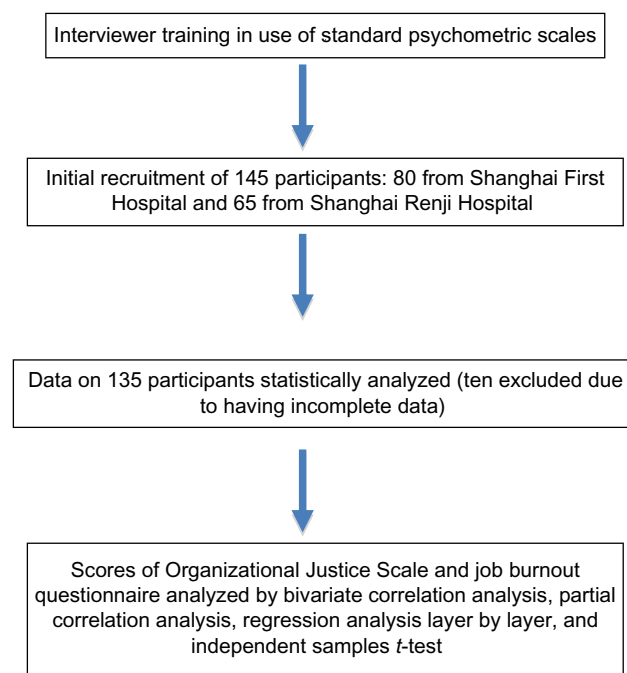 Interviewer training in use of standard psychometric scales
Initial recruitment of 145 participants: 80 from Shanghai First
Hospital and 65 from Shanghai Renji Hospital
Data on 135 participants statistically analyzed (ten excluded due
to having incomplete data)
Scores of Organizational Justice Scale and job burnout
questionnaire analyzed by bivariate correlation analysis, partial
correlation analysis, regression analysis layer by layer, and
independent samples t-test